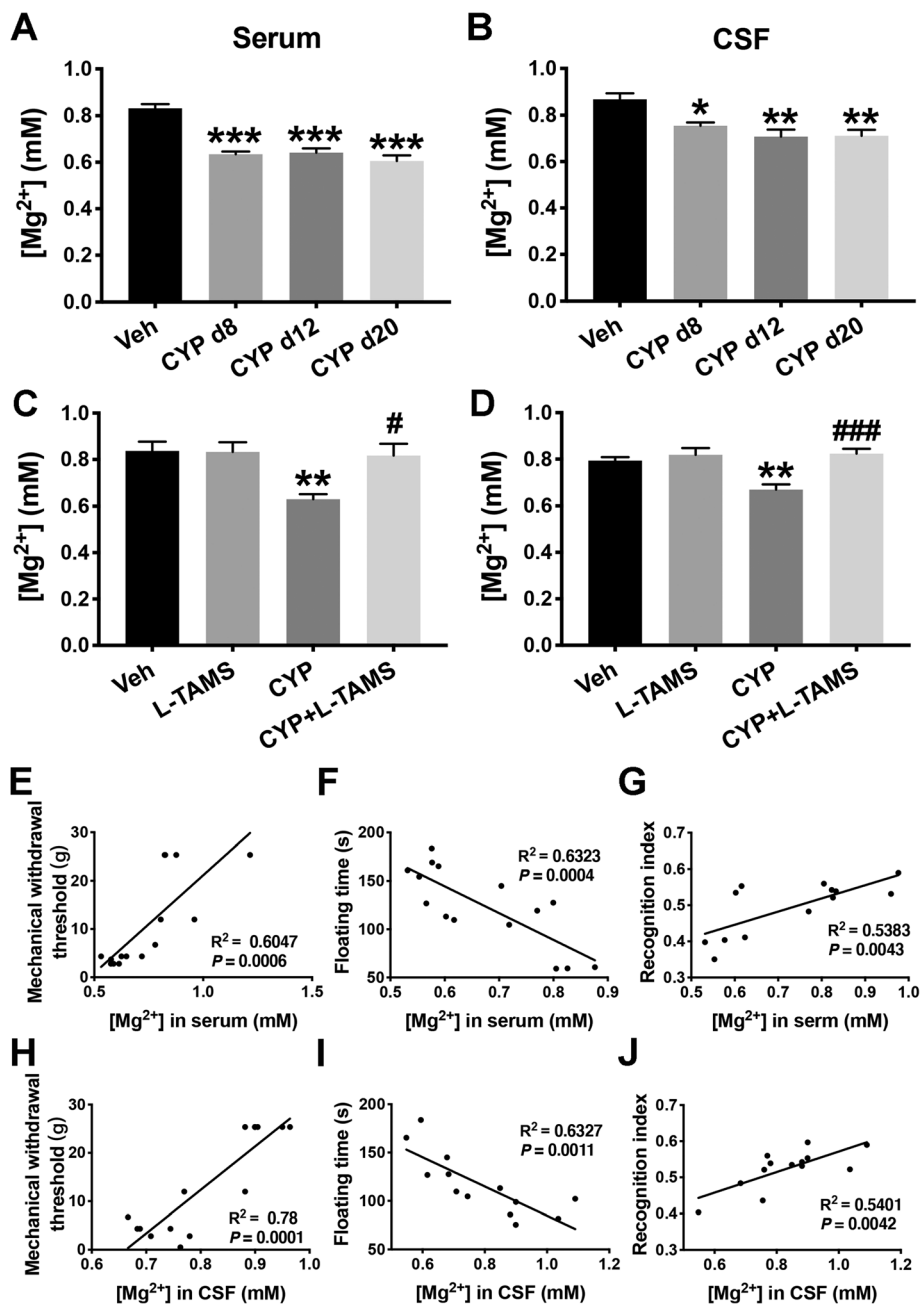 A
Serum
[Mg2+] (mM)
1.0
0.8
0.6
0.4
0.2
0.0
***
***
***
Veh
CYP d8
CYP d12
CYP d20
B
CSF
[Mg2+] (mM)
1.0
0.8
0.6
0.4
0.2
0.0
*
**
**
Veh
CYP d8
CYP d12
CYP d20
C
[Mg2+] (mM)
1.0
0.8
0.6
0.4
0.2
0.0
**
#
Veh
L-TAMS
CYP
CYP+L-TAMS
D
[Mg2+] (mM)
1.0
0.8
0.6
0.4
0.2
0.0
**
###
Veh
L-TAMS
CYP
CYP+L-TAMS
E
Mechanical withdrawal
threshold (g)
30
20
10
0
R2 = 0.6047
P = 0.0006
0.5
1.0
1.5
[Mg2+] in serum (mM)
F
Floating time (s)
200
150
100
50
R2 = 0.6323
P = 0.0004
0.5
0.6
0.7
0.8
0.9
[Mg2+] in serum (mM)
G
Recognition index
0.7
0.6
0.5
0.4
0.3
R2 = 0.5383
P = 0.0043
0.5
0.6
0.7
0.8
0.9
1.0
[Mg2+] in serm (mM)
H
Mechanical withdrawal
threshold (g)
30
20
10
0
R2 = 0.78
P = 0.0001
0.6
0.7
0.8
0.9
1.0
[Mg2+] in CSF (mM)
I
Floating time (s)
200
150
100
50
R2 = 0.6327
P = 0.0011
0.6
0.8
1.0
1.2
[Mg2+] in CSF (mM)
J
Recognition index
0.7
0.6
0.5
0.4
0.3
R2 = 0.5401
P = 0.0042
0.6
0.8
1.0
1.2
[Mg2+] in CSF (mM)